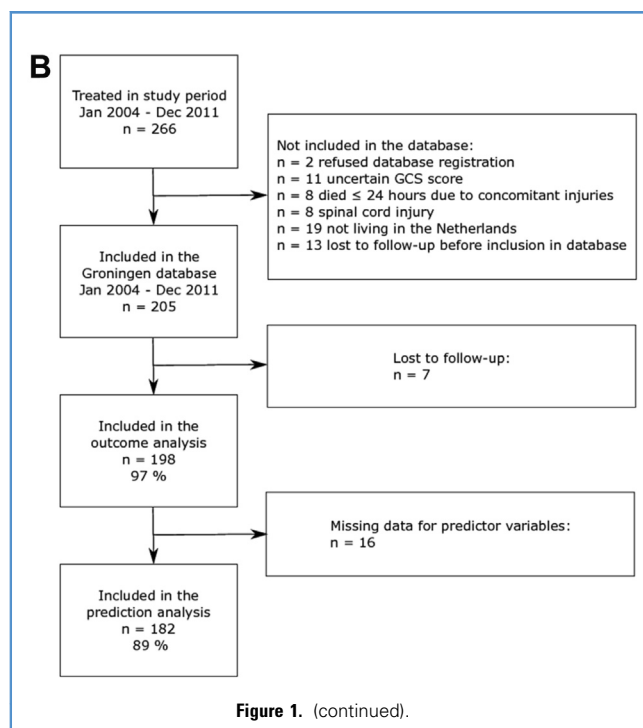 B
Treated in study period
Jan 2004 - Dec 2011
n = 266
Not included in the database:
n = 2 refused database registration
n = 11 uncertain GCS score
n = 8 died ≤ 24 hours due to concomitant injuries
n = 8 spinal cord injury
n = 19 not living in the Netherlands
n = 13 lost to follow-up before inclusion in database
Included in the
Groningen database
Jan 2004 - Dec 2011
n = 205
Lost to follow-up:
n = 7
Included in the
outcome analysis
n = 198
97 %
Missing data for predictor variables:
n = 16
Included in the
prediction analysis
n = 182
89 %
Figure 1. (continued).